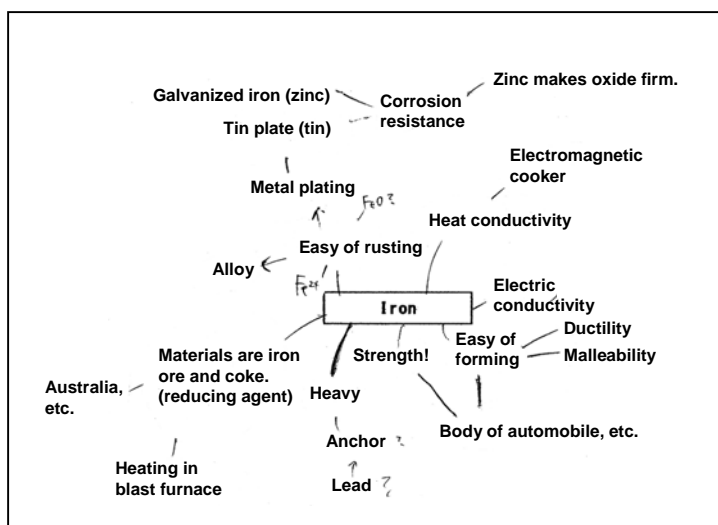 Zinc makes oxide firm.
Galvanized iron (zinc)
Corrosion
resistance
Tin plate (tin)
Electromagnetic
cooker
Metal plating
FeO?
Heat conductivity
Easy of rusting
Alloy
Fe2+
Electric
conductivity
Iron
Ductility
Easy of
forming
Malleability
Strength!
Materials are iron
ore and coke.
(reducing agent)
Australia,
etc.
Heavy
Body of automobile, etc.
Anchor ?
Heating in
blast furnace
Lead ?